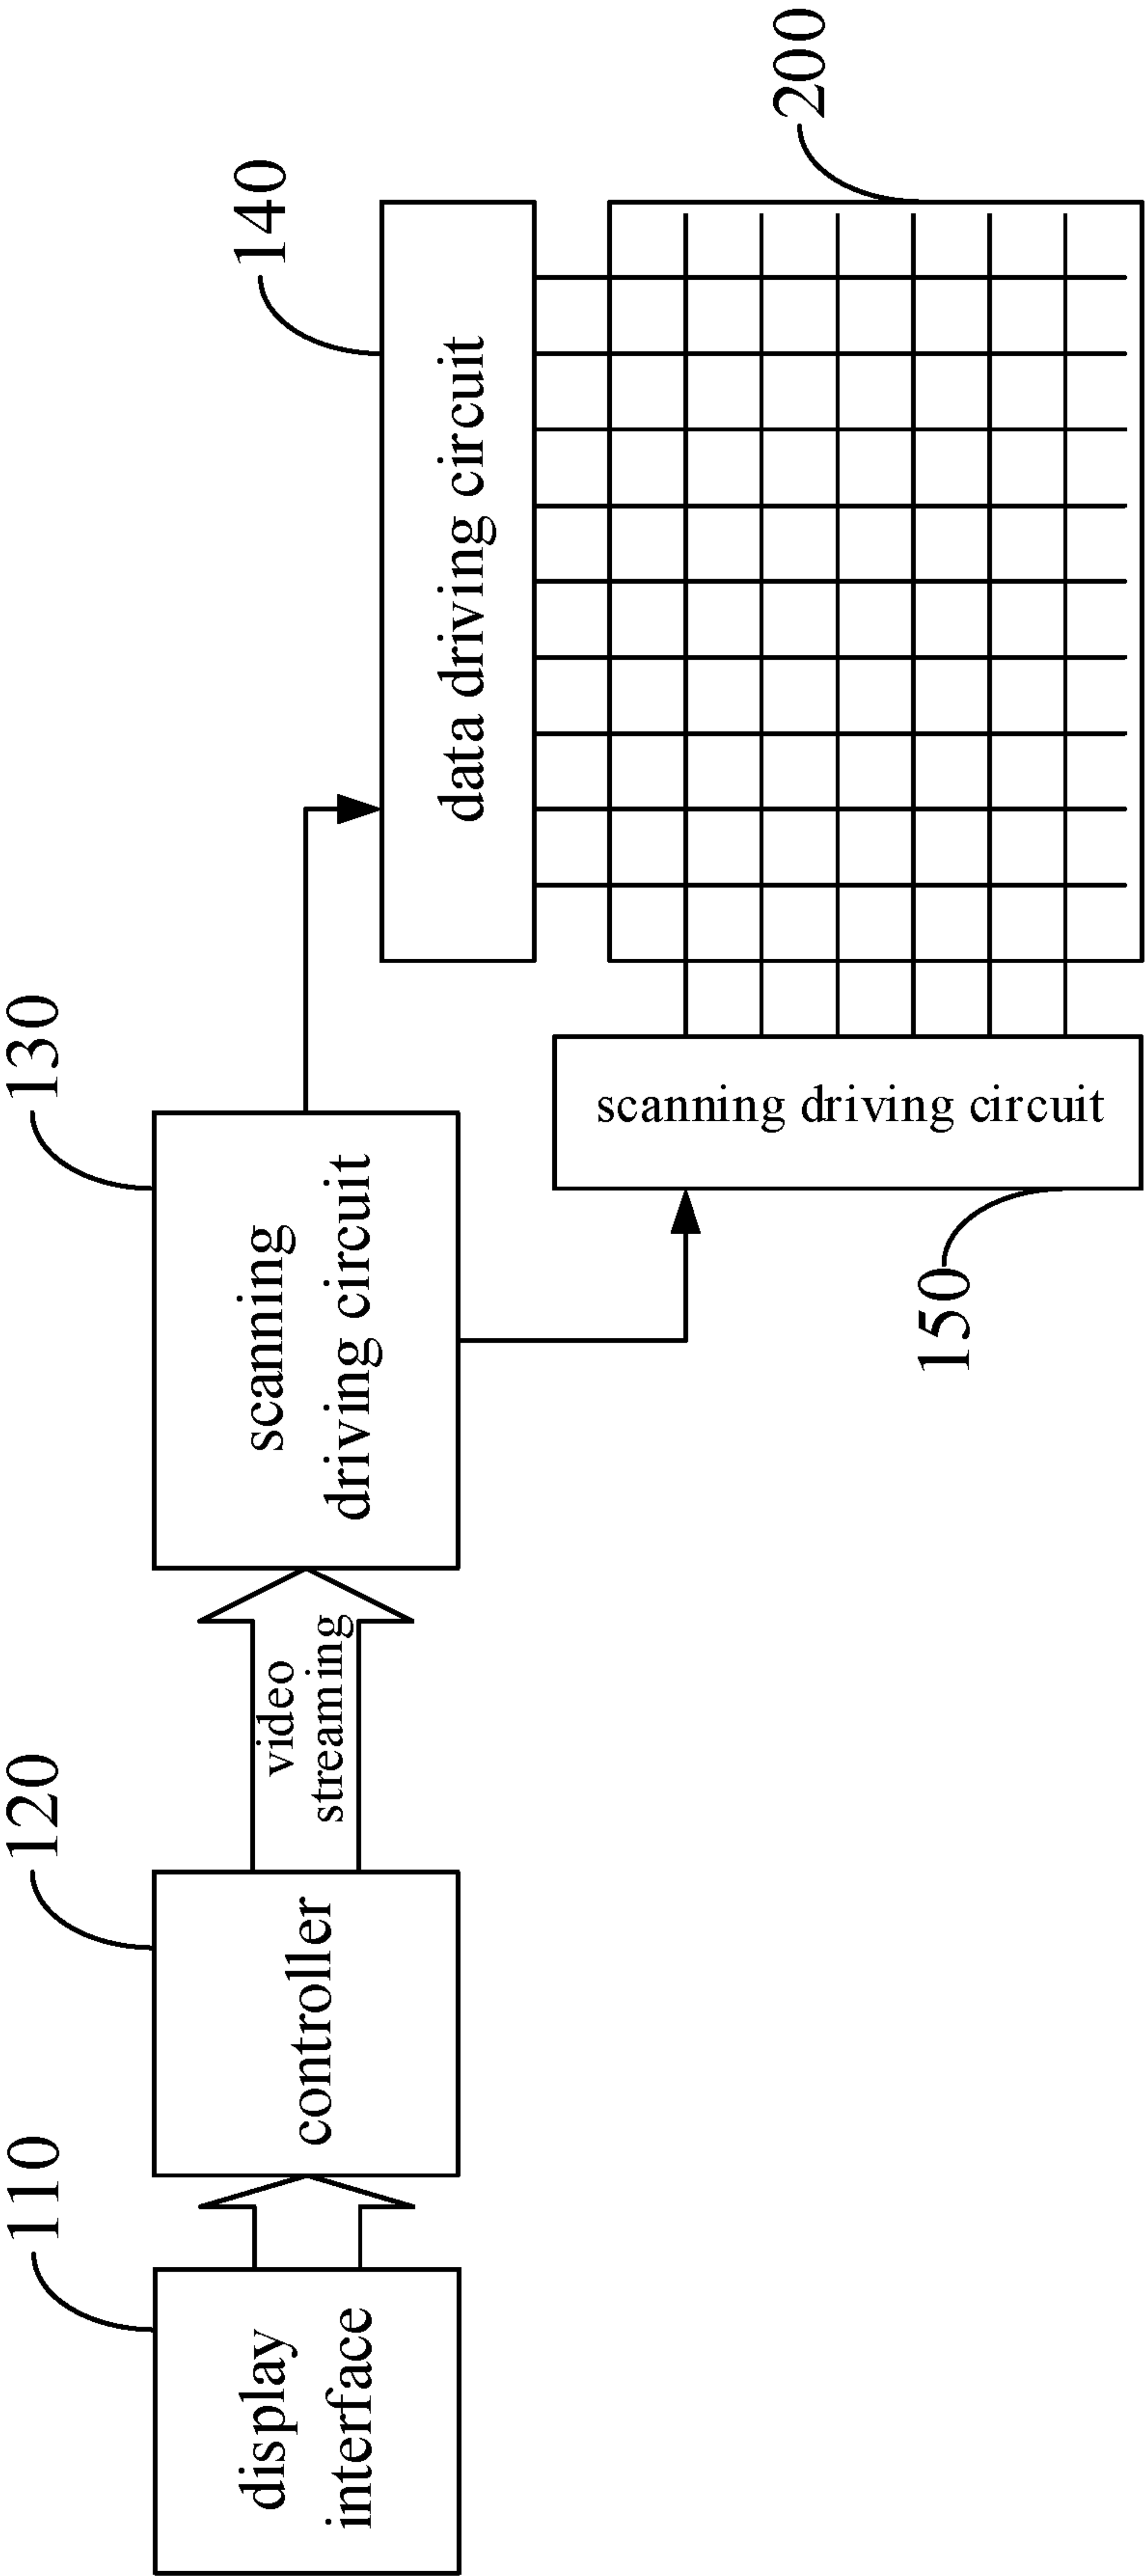 110
display
interface
120
controller
video
streaming
130
scanning
driving circuit
140
data driving circuit
150
scanning driving circuit
200